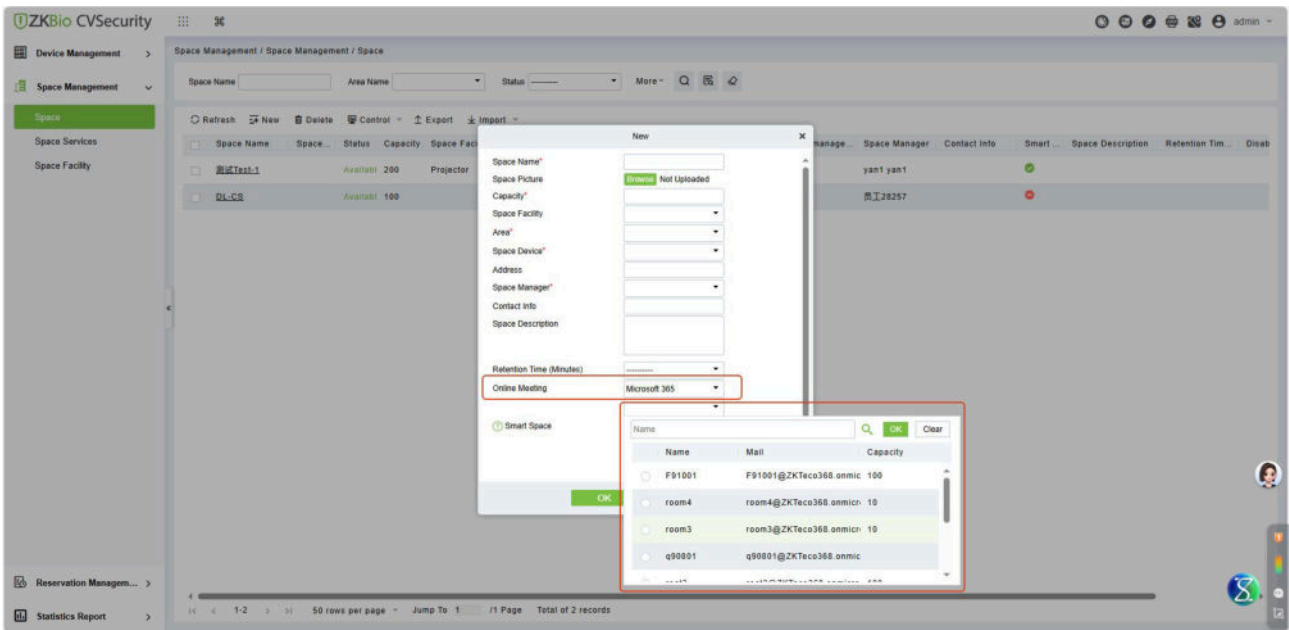 ZKBio CVSecurity
admin
Device Management
Space Management / Space Management / Space
Space Management
Space Name
Area Name
Status
---------
More
Space
Refresh
New
Delete
Control
Export
Import
Space Services
Space Name
Space...
Status
Capacity
Space Faci
manage...
Space Manager
Contact Info
Smart ...
Space Description
Retention Tim...
Disab
Space Facility
测试Test-1
Availabl
200
Projector
yan1 yan1
DL-CS
Availabl
100
员工28257
New
Space Name*
Space Picture
Browse
Not Uploaded
Capacity*
Space Facility
Area*
Space Device*
Address
Space Manager*
Contact Info
Space Description
Retention Time (Minutes)
---------
Online Meeting
Microsoft 365
Smart Space
OK
Name
OK
Clear
Name
Mail
Capacity
F91001
F91001@ZKTeco368.onmic
100
room4
room4@ZKTeco368.onmicr
10
room3
room3@ZKTeco368.onmicr
10
q90801
q90801@ZKTeco368.onmic
Reservation Managem...
Statistics Report
1-2
50 rows per page
Jump To 1
/1 Page
Total of 2 records